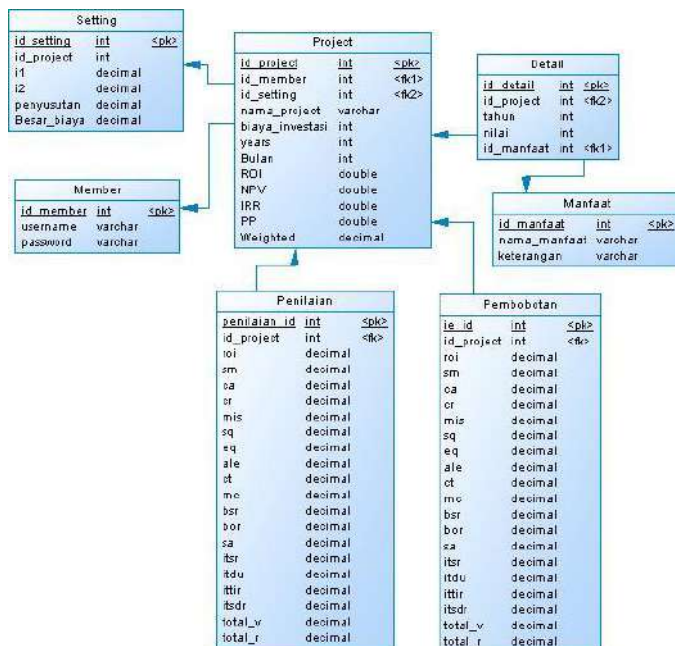 Setting
id_setting int <pk>
id_project int
i1 decimal
i2 decimal
penyusutan decimal
Besar_biaya decimal
Member
id_member int <pk>
username varchar
password varchar
Project
id_project int <pk>
id_member int <fk1>
id_setting int <fk2>
nama_project varchar
biaya_investasi int
years int
Bulan int
ROI double
NPV double
IRR double
PP double
Weighted decimal
Detail
id_detail int <pk>
id_project int <fk2>
tahun int
nilai int
id_manfaat int <fk1>
Manfaat
id_manfaat int <pk>
nama_manfaat varchar
keterangan varchar
Penilaian
penilaian_id int <pk>
id_project int <fk>
roi decimal
sm decimal
ca decimal
cr decimal
mis decimal
sq decimal
eq decimal
ale decimal
ct decimal
mc decimal
bsr decimal
bor decimal
sa decimal
itsr decimal
itdu decimal
ittir decimal
itsdr decimal
total_v decimal
total_r decimal
Pembobotan
ie_id int <pk>
id_project int <fk>
roi decimal
sm decimal
ca decimal
cr decimal
mis decimal
sq decimal
eq decimal
ale decimal
ct decimal
mc decimal
bsr decimal
bor decimal
sa decimal
itsr decimal
itdu decimal
ittir decimal
itsdr decimal
total_v decimal
total_r decimal